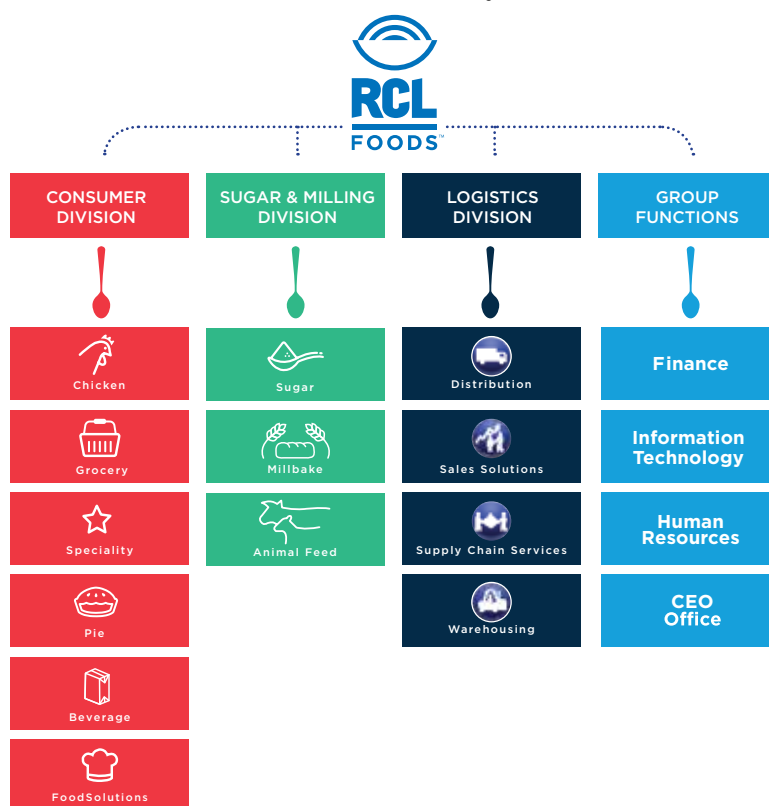 RCL
FOODS™
CONSUMER
DIVISION
SUGAR & MILLING
DIVISION
LOGISTICS
DIVISION
GROUP
FUNCTIONS
Chicken
Grocery
Speciality
Pie
Beverage
FoodSolutions
Sugar
Millbake
Animal Feed
Distribution
Sales Solutions
Supply Chain Services
Warehousing
Finance
Information
Technology
Human
Resources
CEO
Office